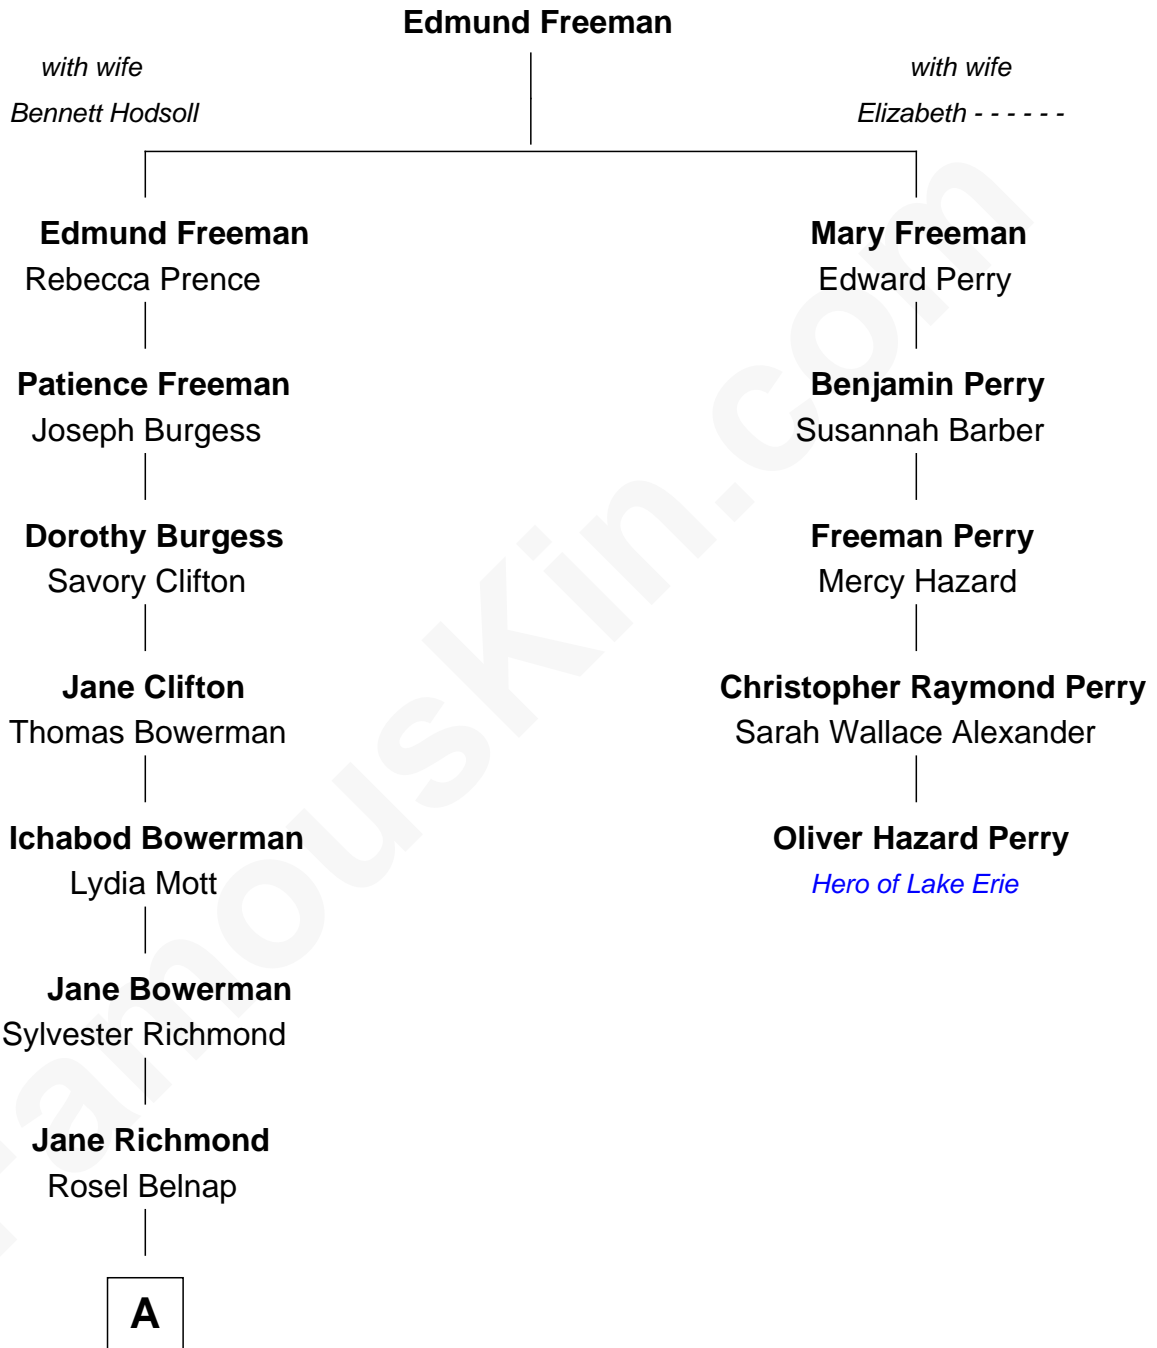 Edmund Freeman
with wife
Bennett Hodsoll
with wife
Elizabeth - - - - - -
Edmund Freeman
Rebecca Prence
Mary Freeman
Edward Perry
Patience Freeman
Joseph Burgess
Benjamin Perry
Susannah Barber
Dorothy Burgess
Savory Clifton
Freeman Perry
Mercy Hazard
Jane Clifton
Thomas Bowerman
Christopher Raymond Perry
Sarah Wallace Alexander
Ichabod Bowerman
Lydia Mott
Oliver Hazard Perry
Hero of Lake Erie
Jane Bowerman
Sylvester Richmond
Jane Richmond
Rosel Belnap
A
FamousKin.com